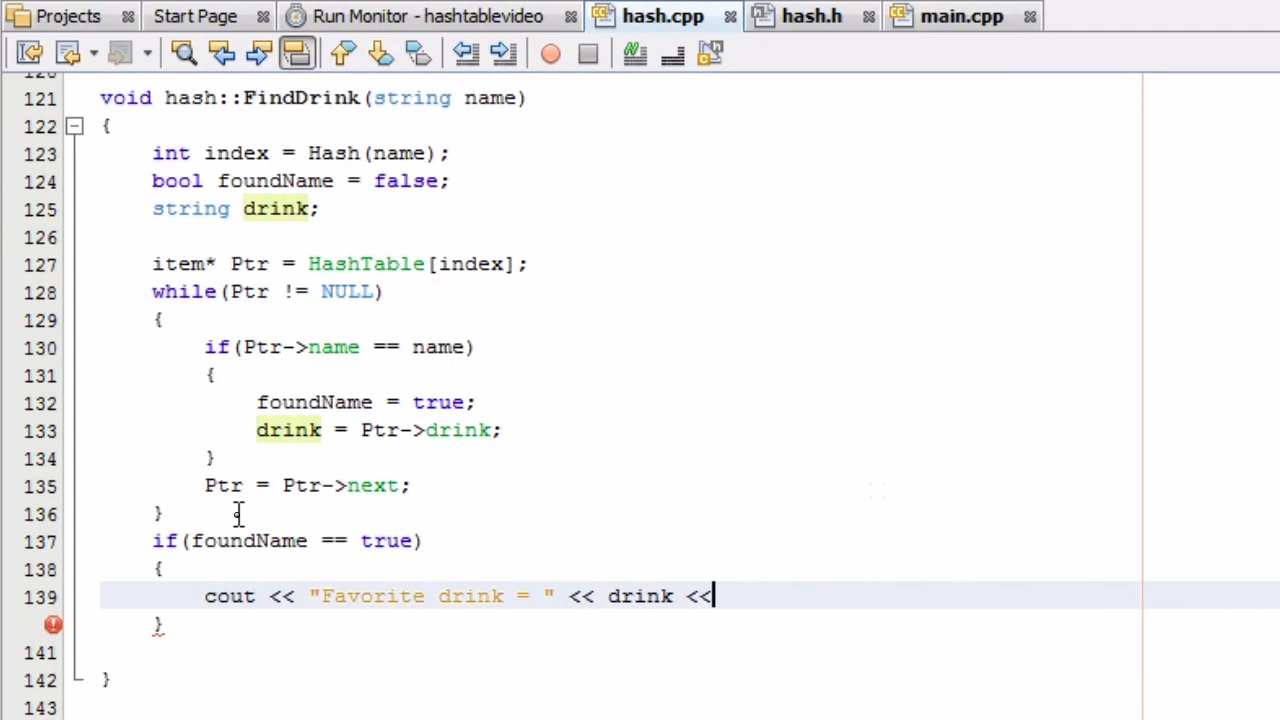 Projects Start Page Run Monitor - hashtablevideo hash.cpp hash.h main.cpp
120
121 void hash::FindDrink(string name)
122 {
123 int index = Hash(name);
124 bool foundName = false;
125 string drink;
126
127 item* Ptr = HashTable[index];
128 while(Ptr != NULL)
129 {
130 if(Ptr->name == name)
131 {
132 foundName = true;
133 drink = Ptr->drink;
134 }
135 Ptr = Ptr->next;
136 }
137 if(foundName == true)
138 {
139 cout << "Favorite drink = " << drink <<
}
141
142 }
143